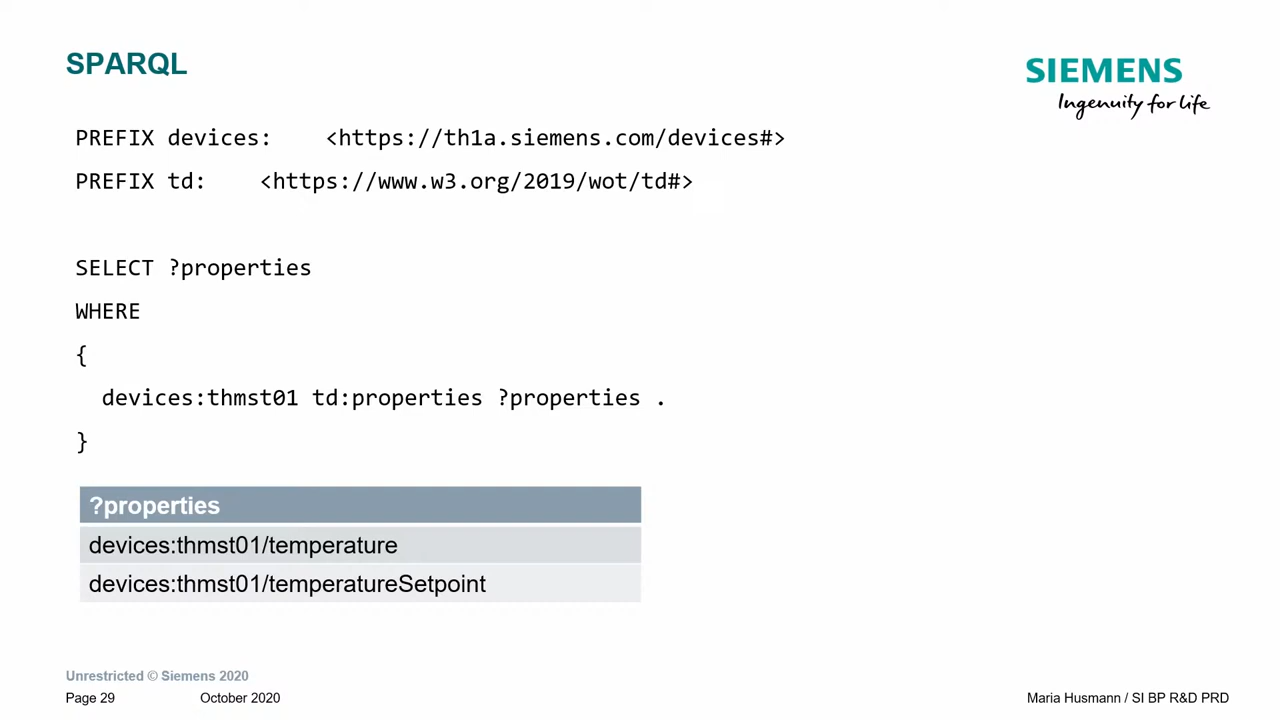 SPARQL
SIEMENS
Ingenuity for life
PREFIX devices: <https://th1a.siemens.com/devices#>
PREFIX td: <https://www.w3.org/2019/wot/td#>
SELECT ?properties
WHERE
{
devices:thmst01 td:properties ?properties .
}
?properties
devices:thmst01/temperature
devices:thmst01/temperatureSetpoint
Unrestricted © Siemens 2020
Page 29 October 2020 Maria Husmann / SI BP R&D PRD